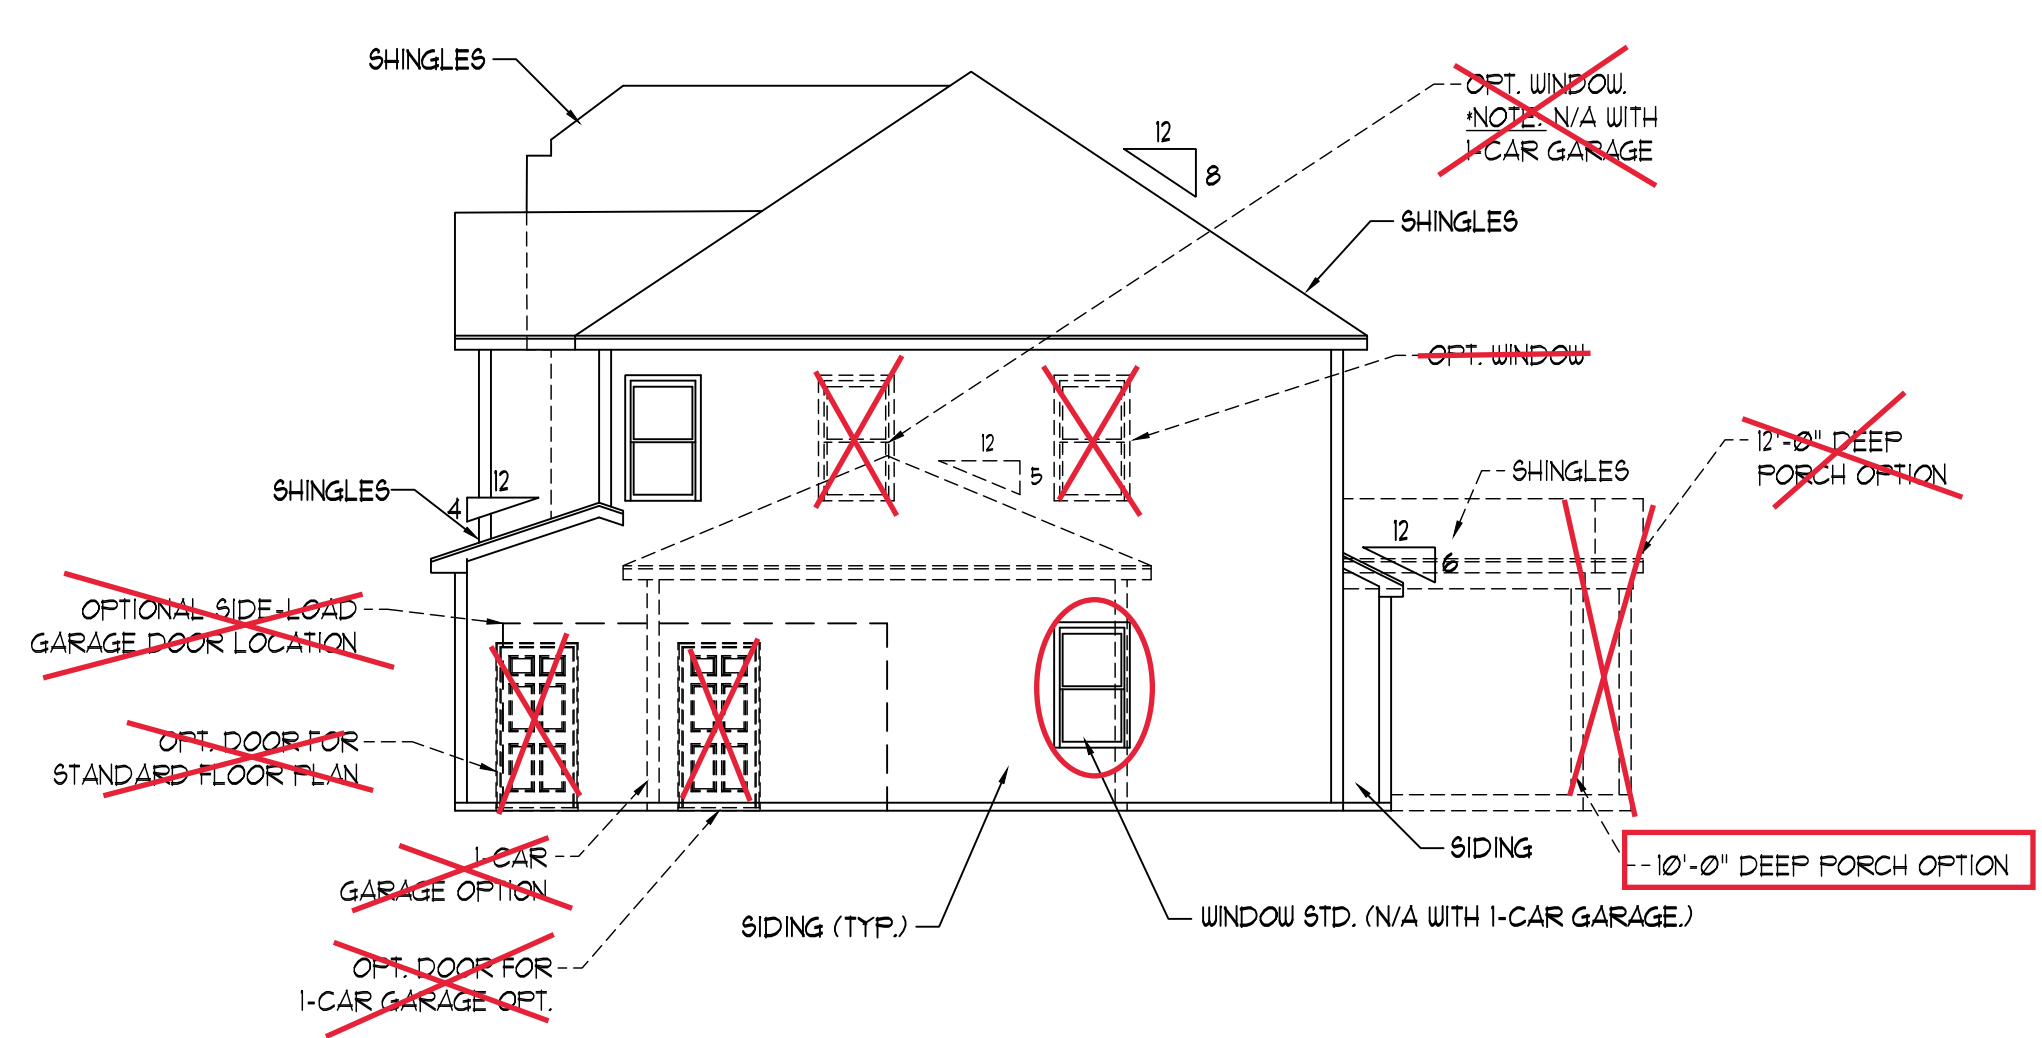 SHINGLES
OPT. WINDOW.
*NOTE: N/A WITH
1-CAR GARAGE
12
8
SHINGLES
OPT. WINDOW
12'-0" DEEP
PORCH OPTION
12
5
SHINGLES
SHINGLES
12
4
12
6
OPTIONAL SIDE-LOAD
GARAGE DOOR LOCATION
OPT. DOOR FOR
STANDARD FLOOR PLAN
1-CAR
GARAGE OPTION
SIDING
10'-0" DEEP PORCH OPTION
SIDING (TYP.)
WINDOW STD. (N/A WITH 1-CAR GARAGE.)
OPT. DOOR FOR
1-CAR GARAGE OPT.